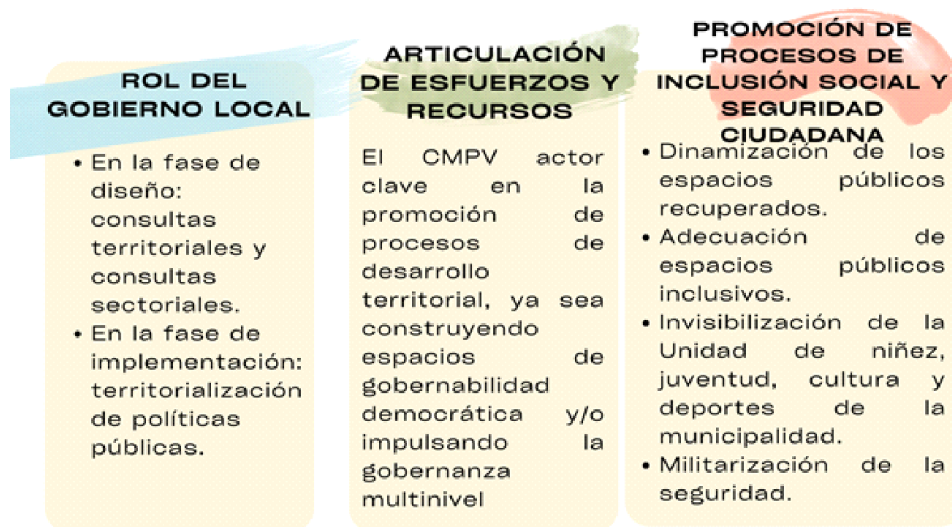 ROL DEL
GOBIERNO LOCAL
• En la fase de
diseño:
consultas
territoriales y
consultas
sectoriales.
• En la fase de
implementación:
territorialización
de políticas
públicas.
ARTICULACIÓN
DE ESFUERZOS Y
RECURSOS
El CMPV actor
clave en la
promoción de
procesos de
desarrollo
territorial, ya sea
construyendo
espacios de
gobernabilidad
democrática y/o
impulsando la
gobernanza
multinivel
PROMOCIÓN DE
PROCESOS DE
INCLUSIÓN SOCIAL Y
SEGURIDAD
CIUDADANA
• Dinamización de los
espacios públicos
recuperados.
• Adecuación de
espacios públicos
inclusivos.
• Invisibilización de la
Unidad de niñez,
juventud, cultura y
deportes de la
municipalidad.
• Militarización de la
seguridad.